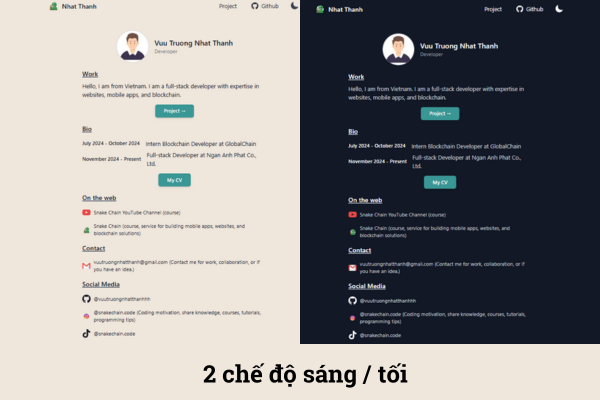 Nhat Thanh
Project
Github
Vuu Truong Nhat Thanh
Developer
Work
Hello, I am from Vietnam. I am a full-stack developer with expertise in
websites, mobile apps, and blockchain.
Project →
Bio
July 2024 - October 2024 Intern Blockchain Developer at GlobalChain
November 2024 - Present Full-stack Developer at Ngan Anh Phat Co.,
Ltd.
My CV
On the web
Snake Chain YouTube Channel (course)
Snake Chain (course, service for building mobile apps, websites, and
blockchain solutions)
Contact
vuutruongnhatthanh@gmail.com (Contact me for work, collaboration, or if
you have an idea.)
Social Media
@vuutruongnhatthanhhh
@snakechain.code (Coding motivation, share knowledge, courses, tutorials,
programming tips)
@snakechain.code
Nhat Thanh
Project
Github
Vuu Truong Nhat Thanh
Developer
Work
Hello, I am from Vietnam. I am a full-stack developer with expertise in
websites, mobile apps, and blockchain.
Project →
Bio
July 2024 - October 2024 Intern Blockchain Developer at GlobalChain
November 2024 - Present Full-stack Developer at Ngan Anh Phat Co.,
Ltd.
My CV
On the web
Snake Chain YouTube Channel (course)
Snake Chain (course, service for building mobile apps, websites, and
blockchain solutions)
Contact
vuutruongnhatthanh@gmail.com (Contact me for work, collaboration, or if
you have an idea.)
Social Media
@vuutruongnhatthanhhh
@snakechain.code (Coding motivation, share knowledge, courses, tutorials,
programming tips)
@snakechain.code
2 chế độ sáng / tối